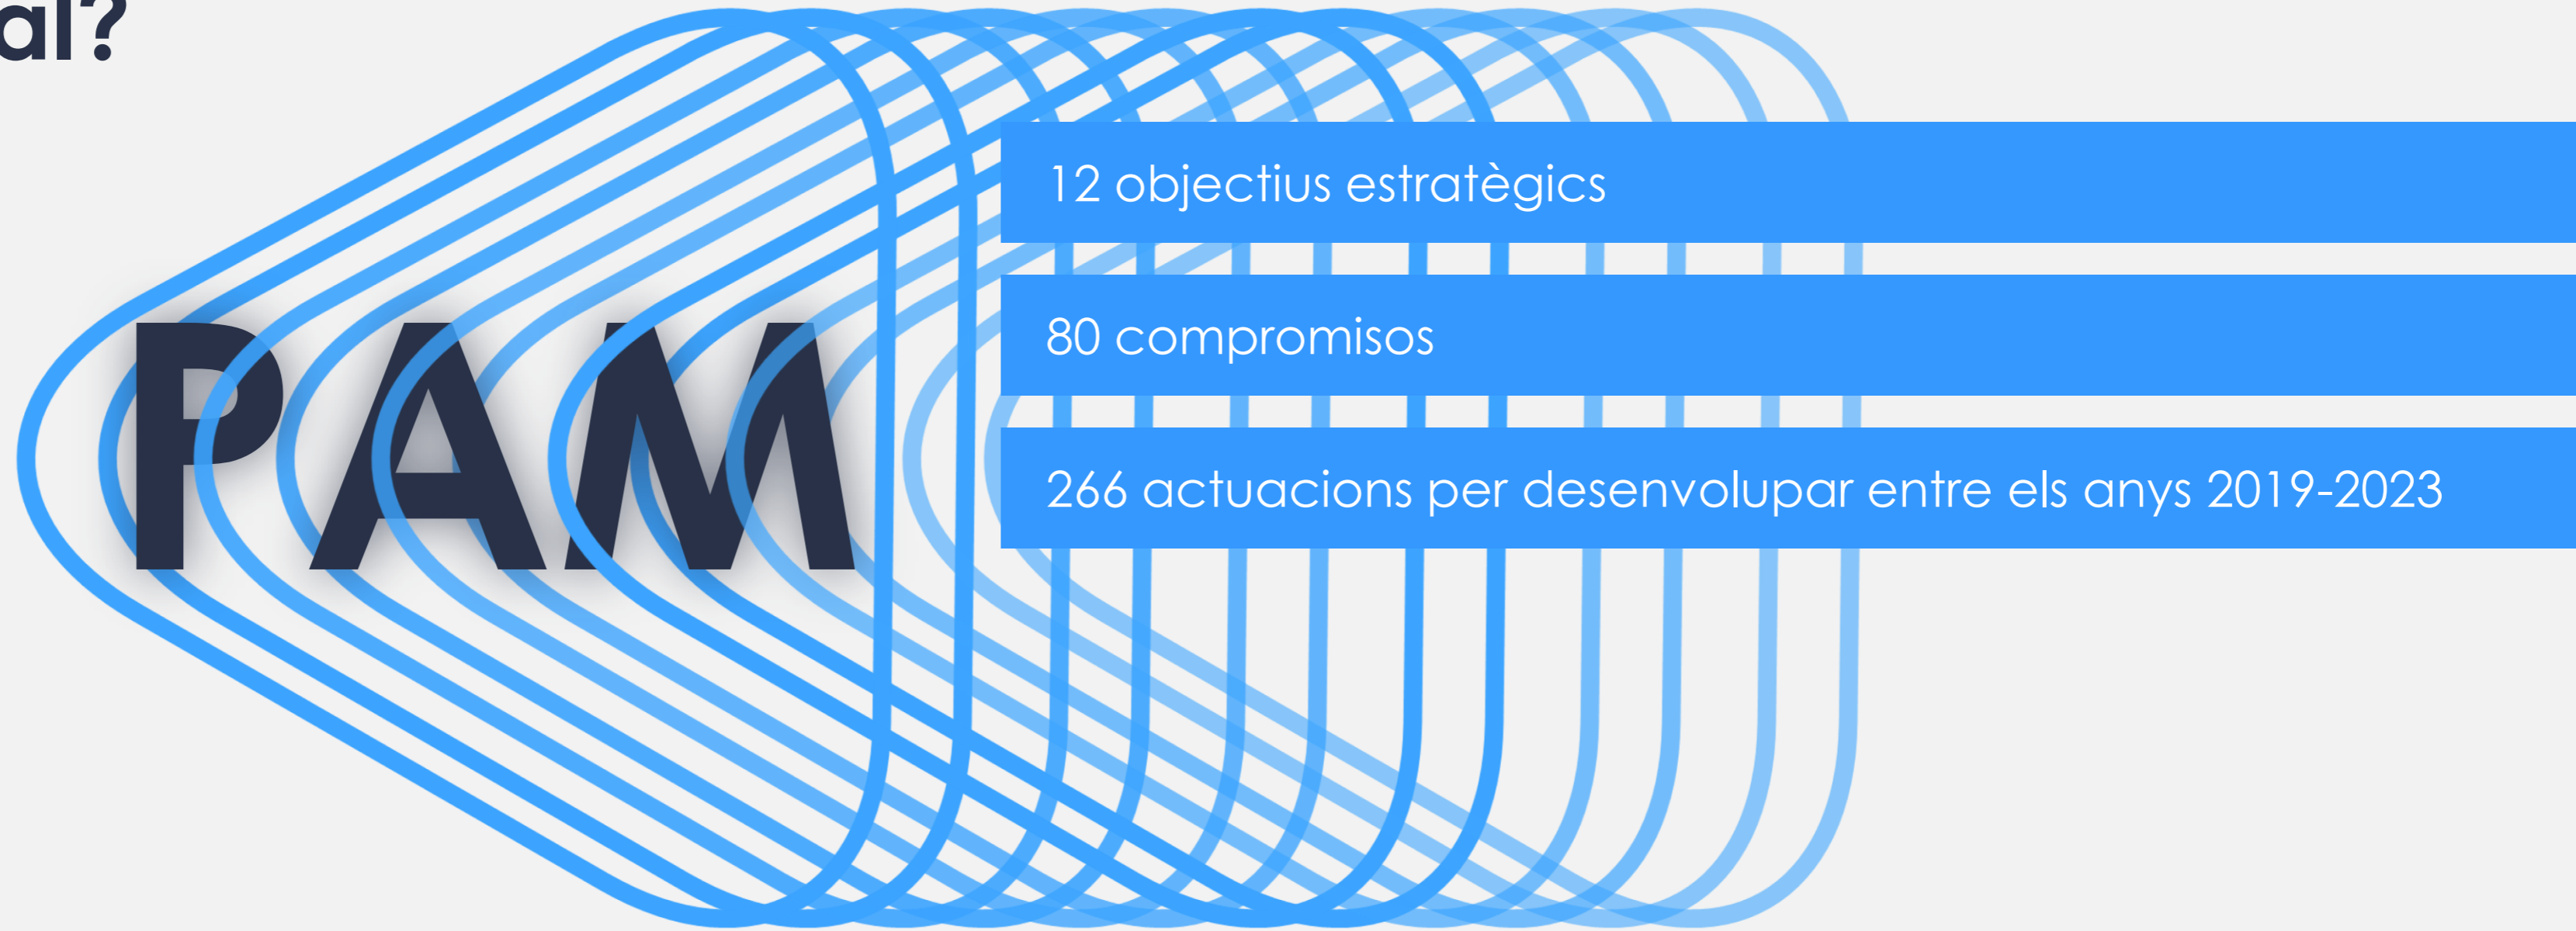 al?
PAM
12 objectius estratègics
80 compromisos
266 actuacions per desenvolupar entre els anys 2019-2023